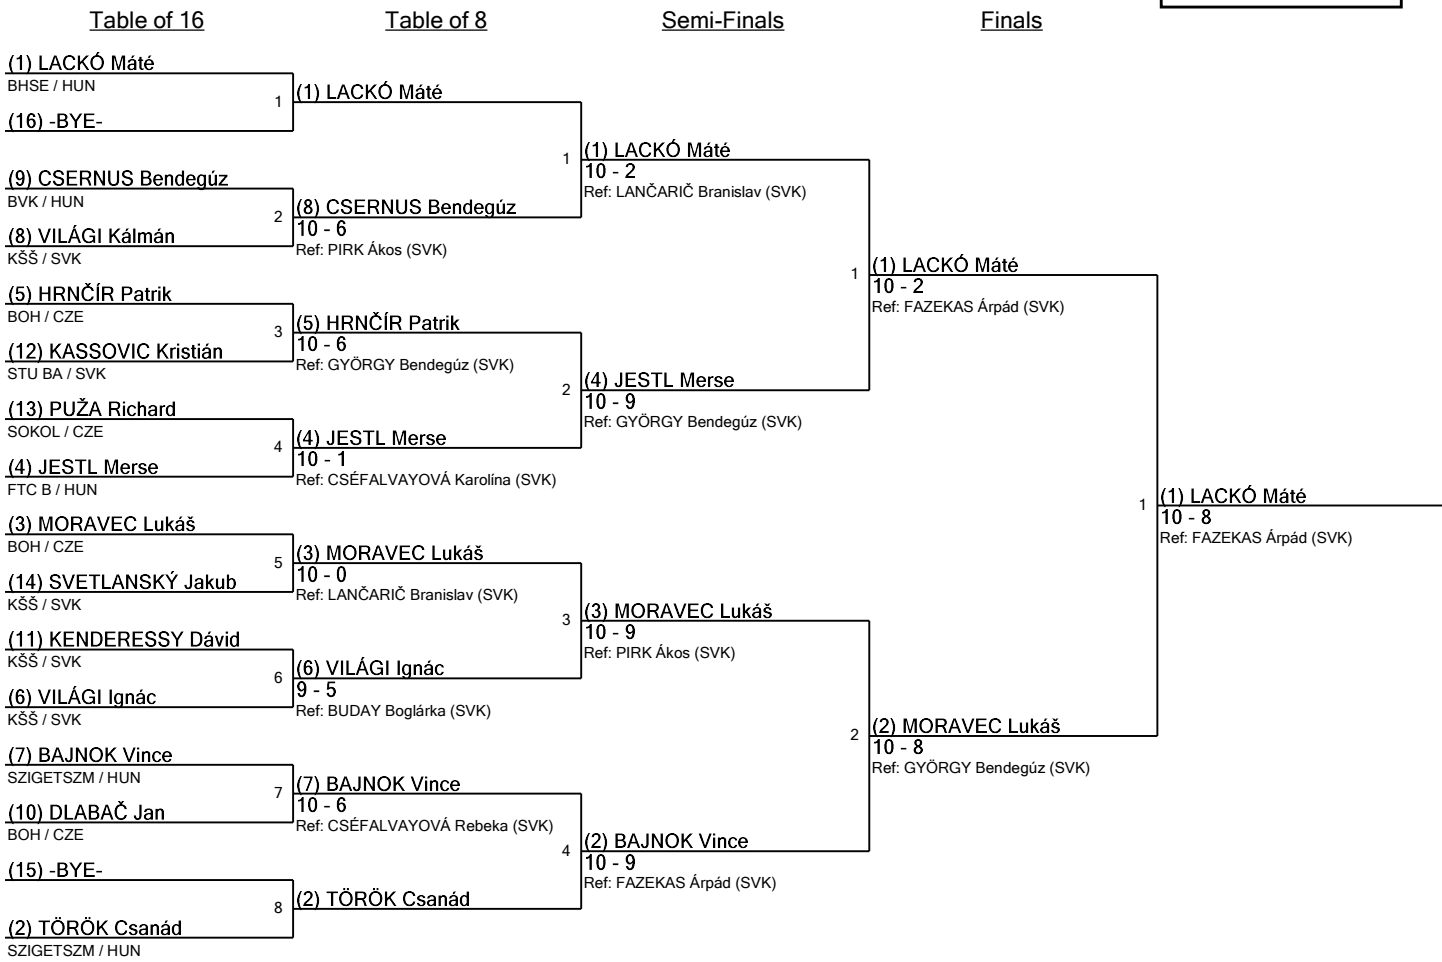 Table of 16
Table of 8
Semi-Finals
Finals
(1) LACKÓ Máté
BHSE / HUN
1
(16) -BYE-
(9) CSERNUS Bendegúz
BVK / HUN
2
(8) VILÁGI Kálmán
KŠŠ / SVK
(5) HRNČÍR Patrik
BOH / CZE
3
(12) KASSOVIC Kristián
STU BA / SVK
(13) PUŽA Richard
SOKOL / CZE
4
(4) JESTL Merse
FTC B / HUN
(3) MORAVEC Lukáš
BOH / CZE
5
(14) SVETLANSKÝ Jakub
KŠŠ / SVK
(11) KENDERESSY Dávid
KŠŠ / SVK
6
(6) VILÁGI Ignác
KŠŠ / SVK
(7) BAJNOK Vince
SZIGETSZM / HUN
7
(10) DLABAČ Jan
BOH / CZE
(15) -BYE-
8
(2) TÖRÖK Csanád
SZIGETSZM / HUN
(1) LACKÓ Máté
1
(8) CSERNUS Bendegúz
10 - 6
Ref: PIRK Ákos (SVK)
(5) HRNČÍR Patrik
10 - 6
Ref: GYÖRGY Bendegúz (SVK)
2
(4) JESTL Merse
10 - 1
Ref: CSÉFALVAYOVÁ Karolína (SVK)
(3) MORAVEC Lukáš
10 - 0
Ref: LANČARIČ Branislav (SVK)
3
(6) VILÁGI Ignác
9 - 5
Ref: BUDAY Boglárka (SVK)
(7) BAJNOK Vince
10 - 6
Ref: CSÉFALVAYOVÁ Rebeka (SVK)
4
(2) TÖRÖK Csanád
(1) LACKÓ Máté
10 - 2
Ref: LANČARIČ Branislav (SVK)
1
(4) JESTL Merse
10 - 9
Ref: GYÖRGY Bendegúz (SVK)
(3) MORAVEC Lukáš
10 - 9
Ref: PIRK Ákos (SVK)
2
(2) BAJNOK Vince
10 - 9
Ref: FAZEKAS Árpád (SVK)
(1) LACKÓ Máté
10 - 2
Ref: FAZEKAS Árpád (SVK)
1
(2) MORAVEC Lukáš
10 - 8
Ref: GYÖRGY Bendegúz (SVK)
(1) LACKÓ Máté
10 - 8
Ref: FAZEKAS Árpád (SVK)